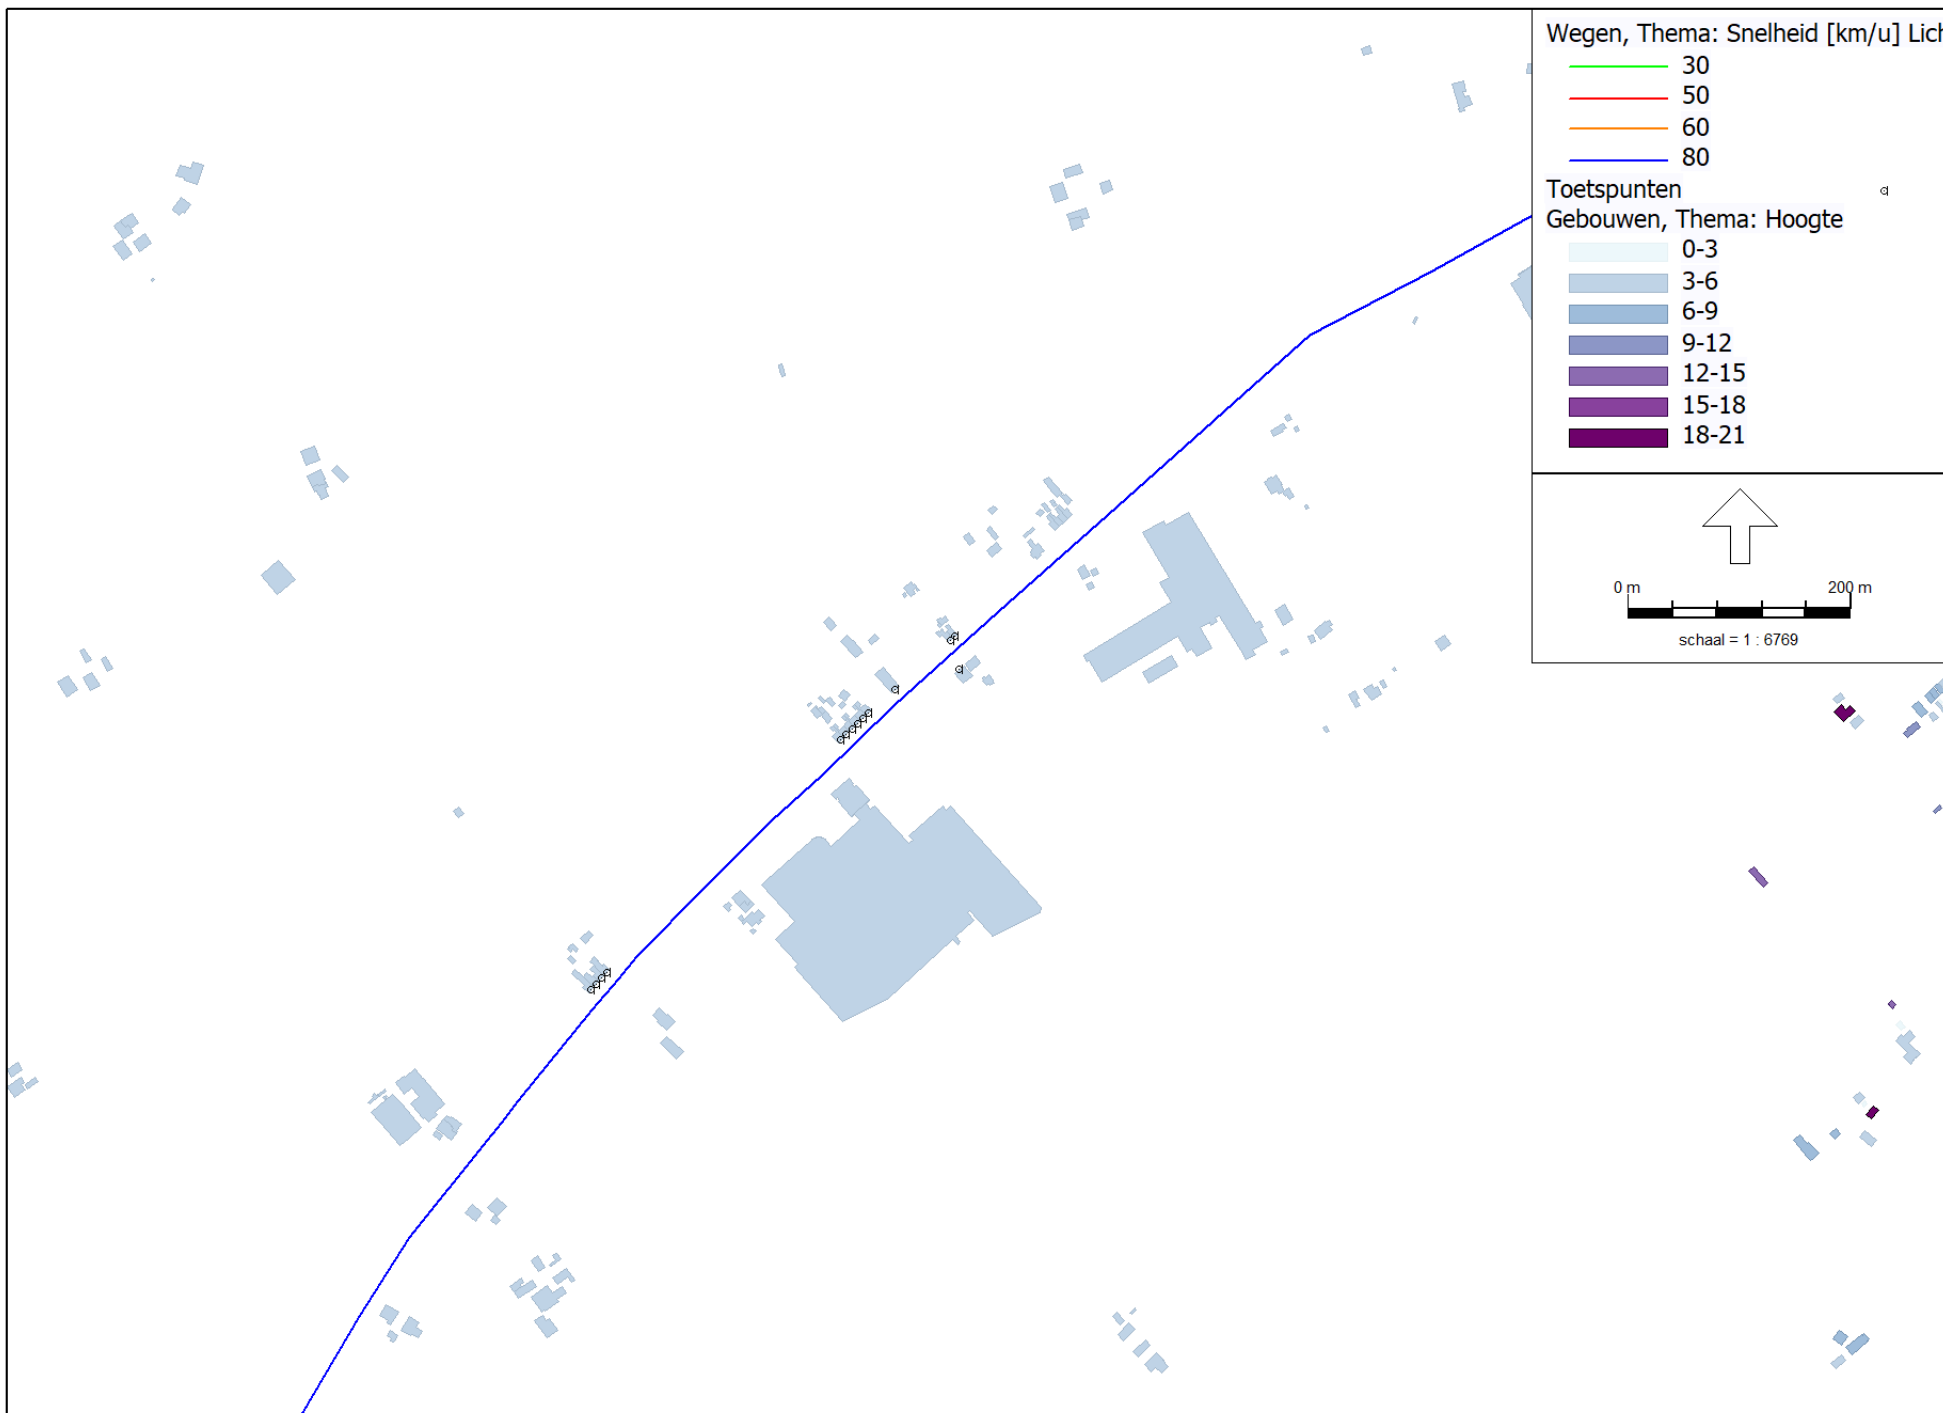 Wegen, Thema: Snelheid [km/u] Lich
30
50
60
80
Toetspunten
Gebouwen, Thema: Hoogte
0-3
3-6
6-9
9-12
12-15
15-18
18-21
0 m 200 m
schaal = 1 : 6769